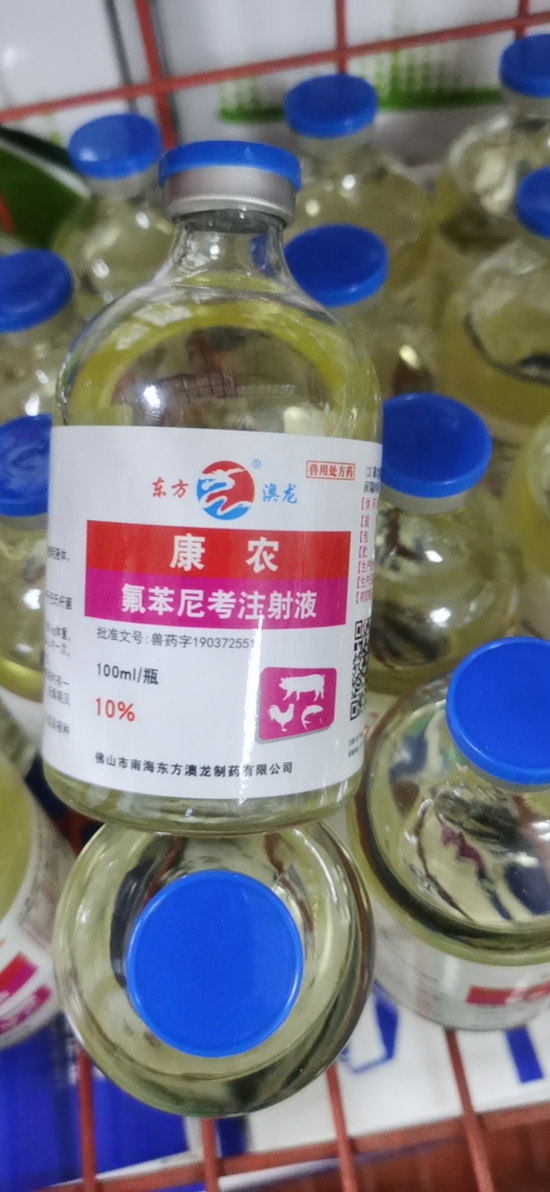 兽用处方药
东方 ® 澳龙
康农
氟苯尼考注射液
批准文号:兽药字19037255
100ml/瓶
10%
佛山市南海东方澳龙制药有限公司